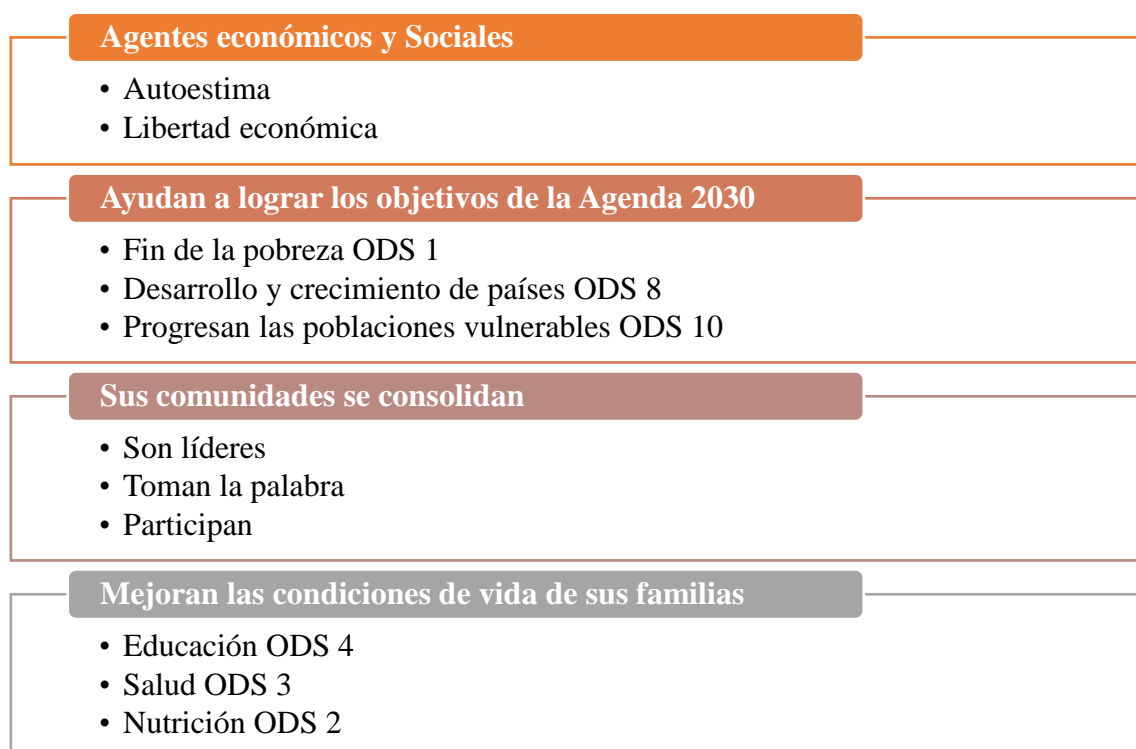 Agentes económicos y Sociales
• Autoestima
• Libertad económica
Ayudan a lograr los objetivos de la Agenda 2030
• Fin de la pobreza ODS 1
• Desarrollo y crecimiento de países ODS 8
• Progresan las poblaciones vulnerables ODS 10
Sus comunidades se consolidan
• Son líderes
• Toman la palabra
• Participan
Mejoran las condiciones de vida de sus familias
• Educación ODS 4
• Salud ODS 3
• Nutrición ODS 2